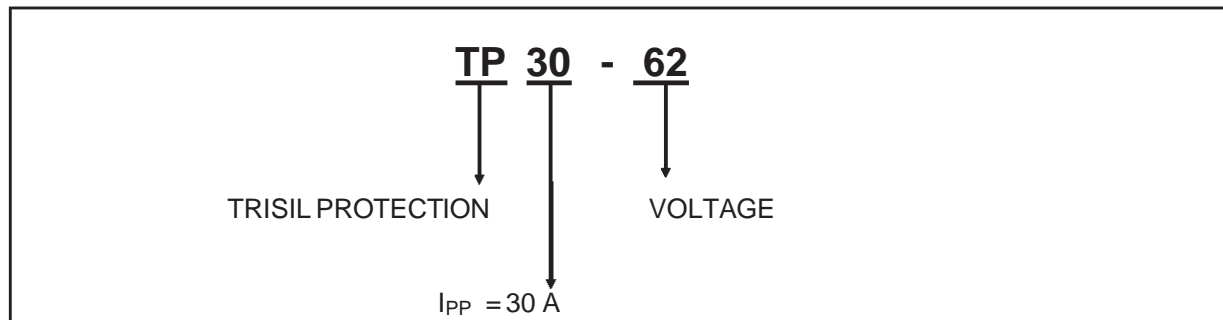 TP 30 - 62
TRISIL PROTECTION VOLTAGE
IPP = 30 A